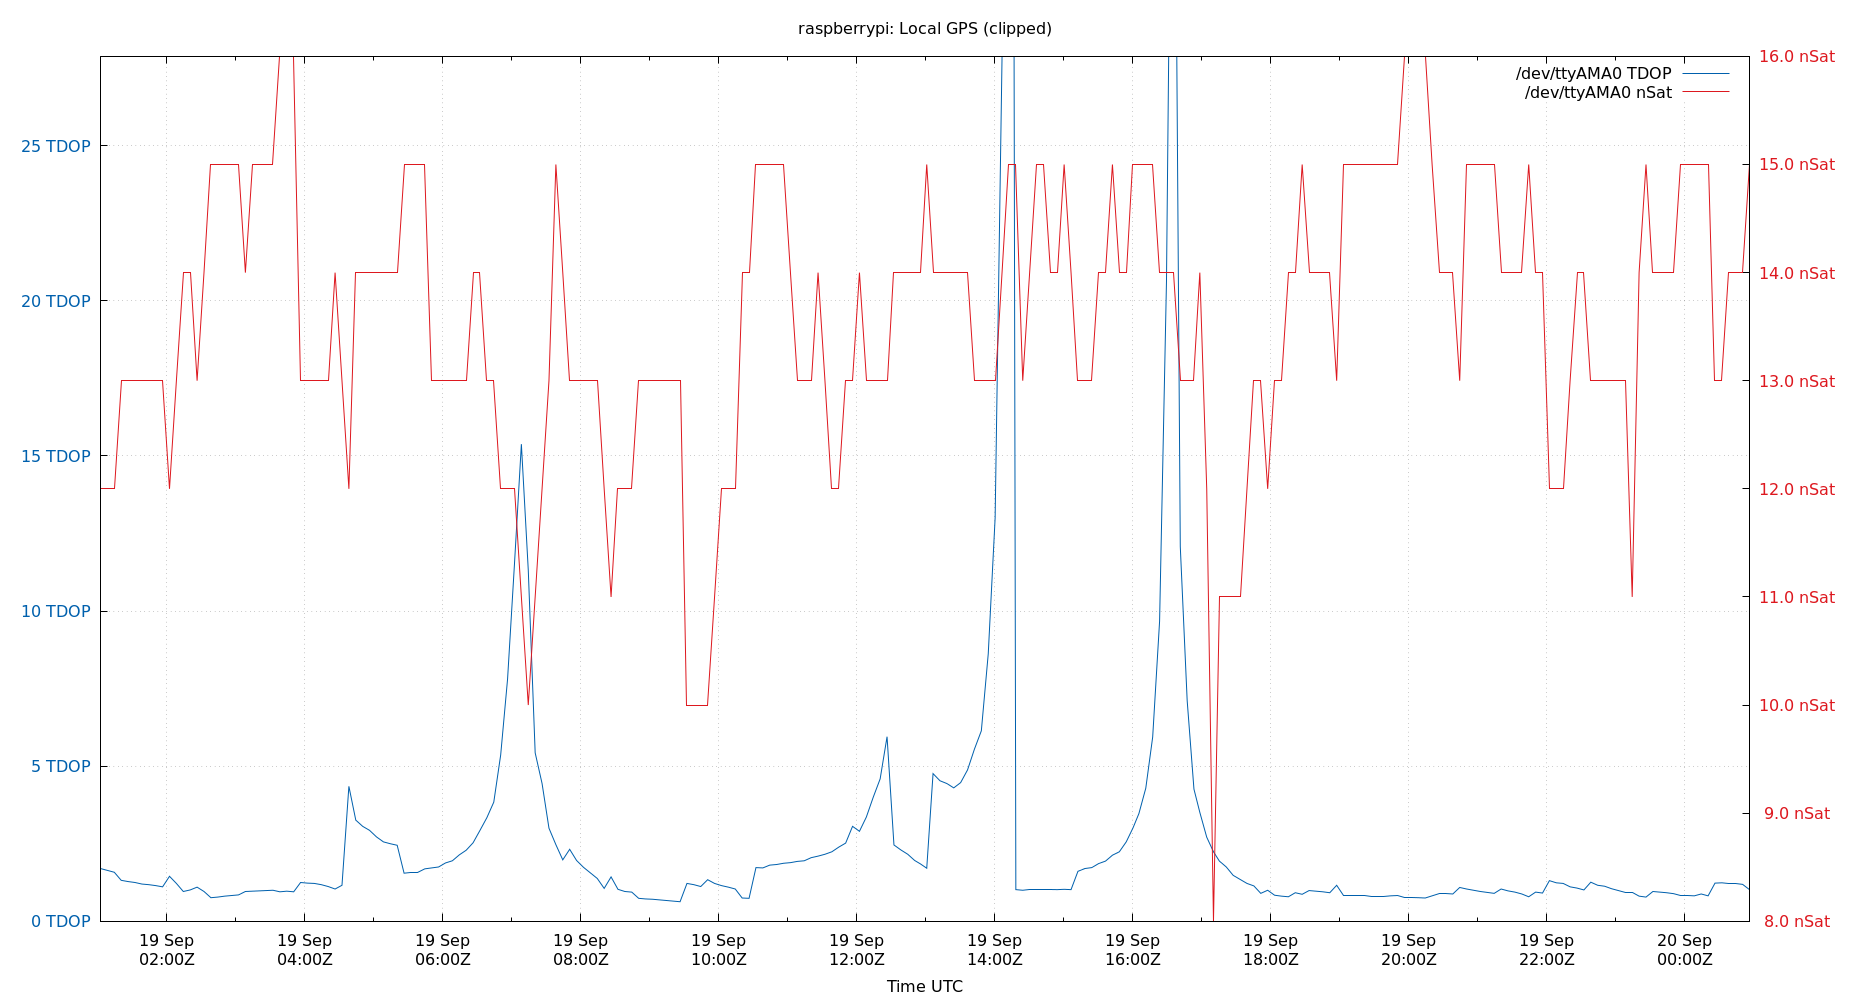 raspberrypi: Local GPS (clipped)
/dev/ttyAMA0 TDOP
/dev/ttyAMA0 nSat
25 TDOP
20 TDOP
15 TDOP
10 TDOP
5 TDOP
0 TDOP
16.0 nSat
15.0 nSat
14.0 nSat
13.0 nSat
12.0 nSat
11.0 nSat
10.0 nSat
9.0 nSat
8.0 nSat
19 Sep 19 Sep 19 Sep 19 Sep 19 Sep 19 Sep 19 Sep 19 Sep 19 Sep 19 Sep 19 Sep 20 Sep
02:00Z 04:00Z 06:00Z 08:00Z 10:00Z 12:00Z 14:00Z 16:00Z 18:00Z 20:00Z 22:00Z 00:00Z
Time UTC